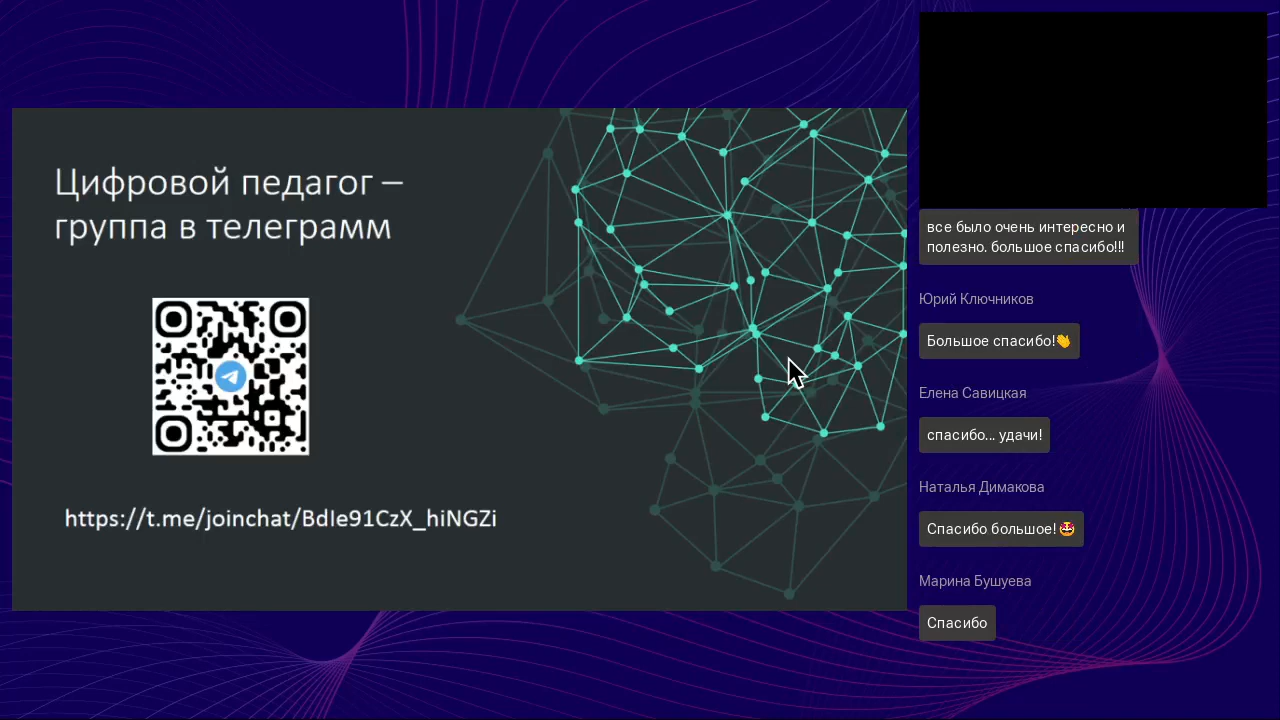 Цифровой педагог –
группа в телеграмм
https://t.me/joinchat/BdIe91CzX_hiNGZi
все было очень интересно и
полезно. большое спасибо!!!
Юрий Ключников
Большое спасибо!👏
Елена Савицкая
спасибо... удачи!
Наталья Димакова
Спасибо большое!🤩
Марина Бушуева
Спасибо